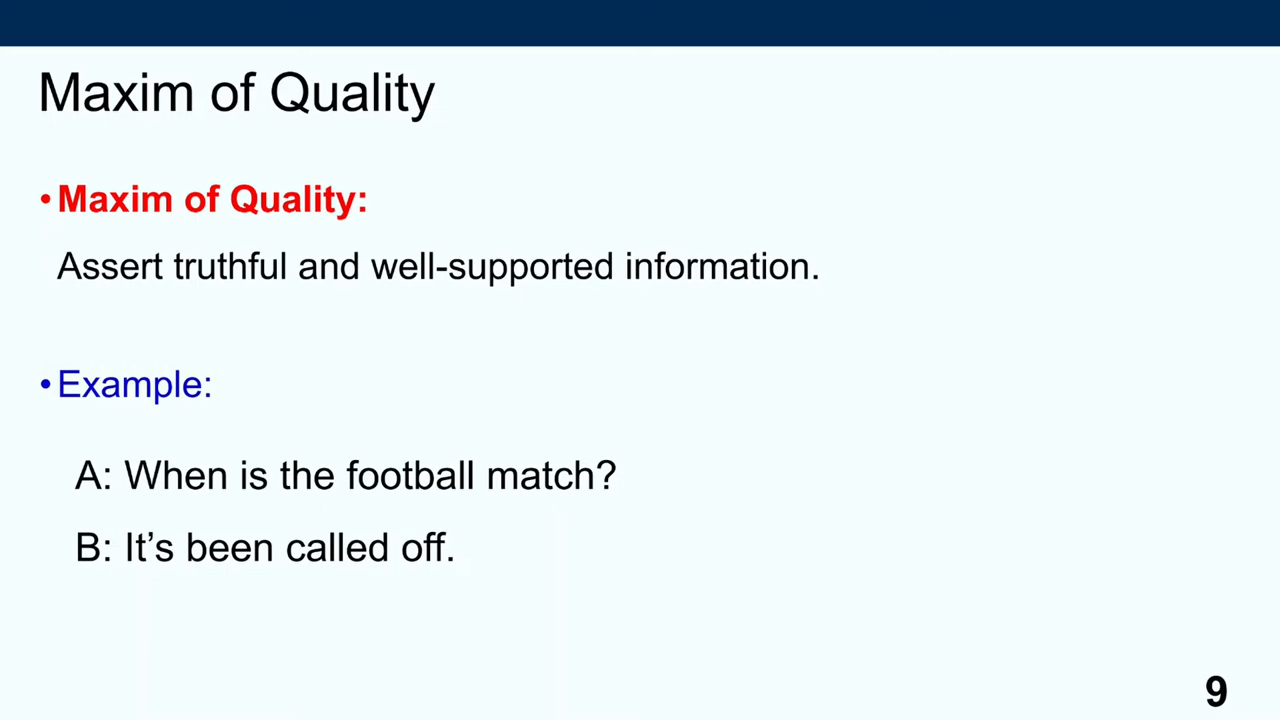 Maxim of Quality
•Maxim of Quality:
Assert truthful and well-supported information.
•Example:
A: When is the football match?
B: It’s been called off.
9